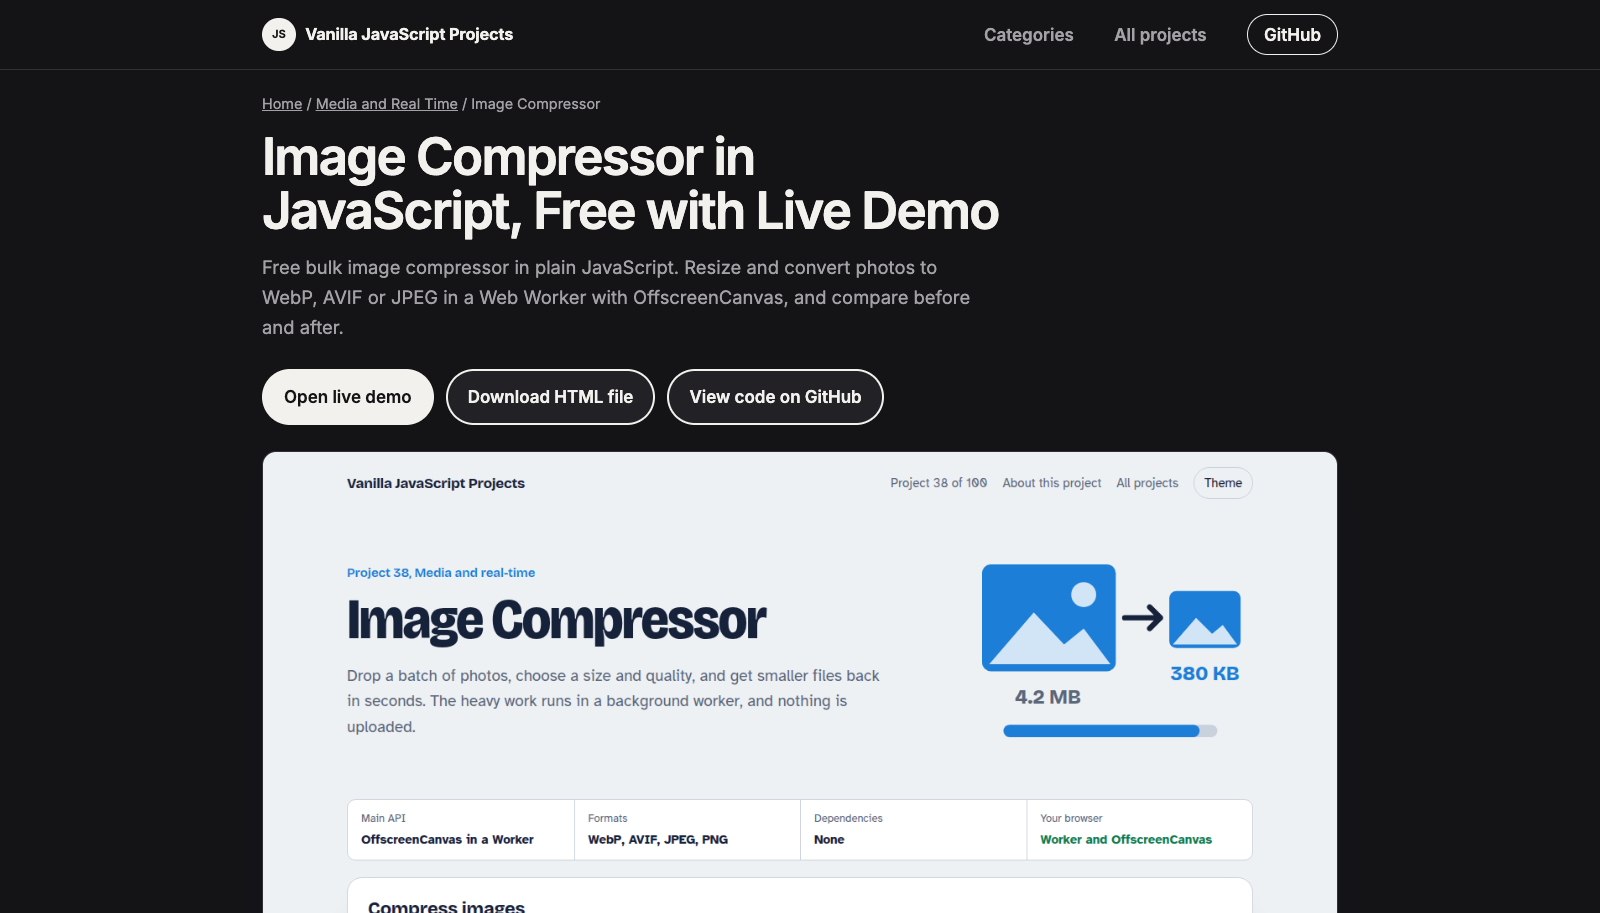 JS Vanilla JavaScript Projects Categories All projects GitHub
Home / Media and Real Time / Image Compressor
Image Compressor in
JavaScript, Free with Live Demo
Free bulk image compressor in plain JavaScript. Resize and convert photos to
WebP, AVIF or JPEG in a Web Worker with OffscreenCanvas, and compare before
and after.
Open live demo Download HTML file View code on GitHub
Vanilla JavaScript Projects Project 38 of 100 About this project All projects Theme
Project 38, Media and real-time
Image Compressor
Drop a batch of photos, choose a size and quality, and get smaller files back
in seconds. The heavy work runs in a background worker, and nothing is
uploaded.
380 KB
4.2 MB
Main API Formats Dependencies Your browser
OffscreenCanvas in a Worker WebP, AVIF, JPEG, PNG None Worker and OffscreenCanvas
Compress images